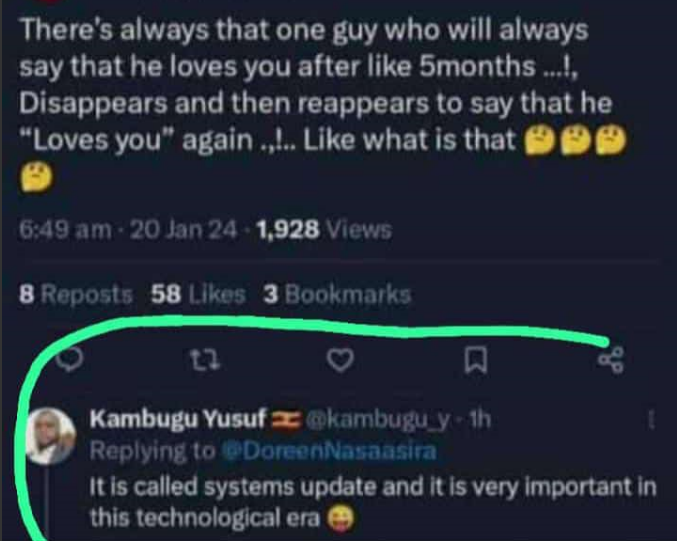 There's always that one guy who will always
say that he loves you after like 5months ...!,
Disappears and then reappears to say that he
“Loves you” again .,!.. Like what is that 🤔🤔🤔
🤔
6:49 am · 20 Jan 24 · 1,928 Views
8 Reposts 58 Likes 3 Bookmarks
Kambugu Yusuf 🇺🇬 @kambugu_y · 1h
Replying to @DoreenNasaasira
It is called systems update and it is very important in
this technological era 😜